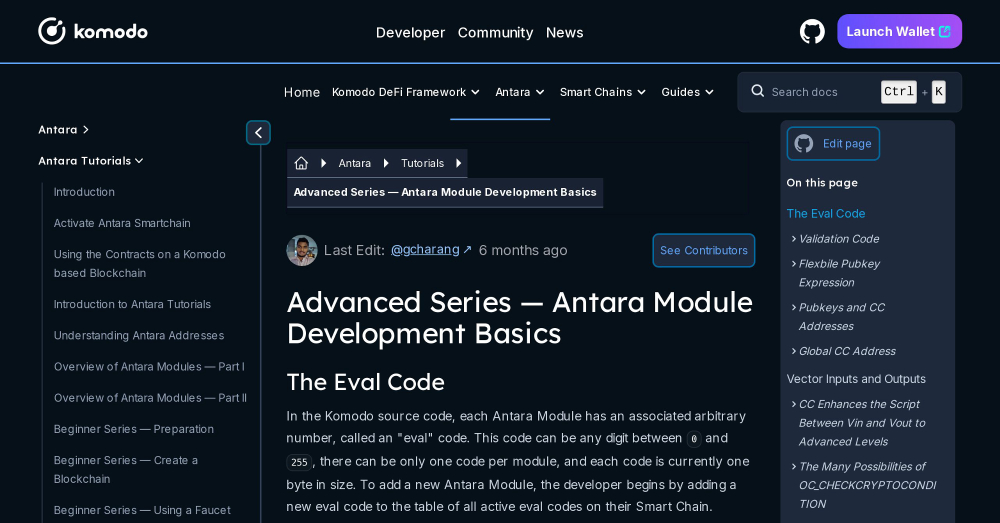 komodo
Developer Community News
Launch Wallet
Home Komodo DeFi Framework Antara Smart Chains Guides
Search docs Ctrl + K
Antara
Antara Tutorials
Introduction
Activate Antara Smartchain
Using the Contracts on a Komodo
based Blockchain
Introduction to Antara Tutorials
Understanding Antara Addresses
Overview of Antara Modules — Part I
Overview of Antara Modules — Part II
Beginner Series — Preparation
Beginner Series — Create a
Blockchain
Beginner Series — Using a Faucet
Antara Tutorials
Advanced Series — Antara Module Development Basics
Last Edit: @gcharang ↗ 6 months ago
See Contributors
Advanced Series — Antara Module
Development Basics
The Eval Code
In the Komodo source code, each Antara Module has an associated arbitrary
number, called an "eval" code. This code can be any digit between 0 and
255, there can be only one code per module, and each code is currently one
byte in size. To add a new Antara Module, the developer begins by adding a
new eval code to the table of all active eval codes on their Smart Chain.
Edit page
On this page
The Eval Code
Validation Code
Flexbile Pubkey
Expression
Pubkeys and CC
Addresses
Global CC Address
Vector Inputs and Outputs
CC Enhances the Script
Between Vin and Vout to
Advanced Levels
The Many Possibilities of
OC_CHECKCRYPTOCONDI
TION